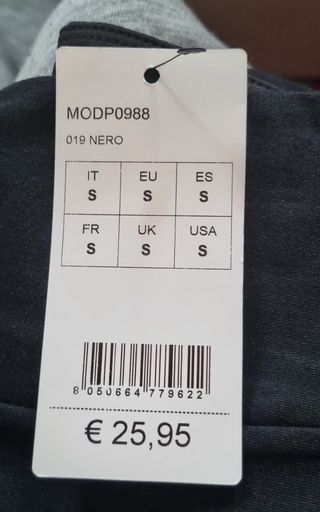 MODP0988
019 NERO
IT EU ES
S S S
FR UK USA
S S S
8 050664 779622
€ 25,95